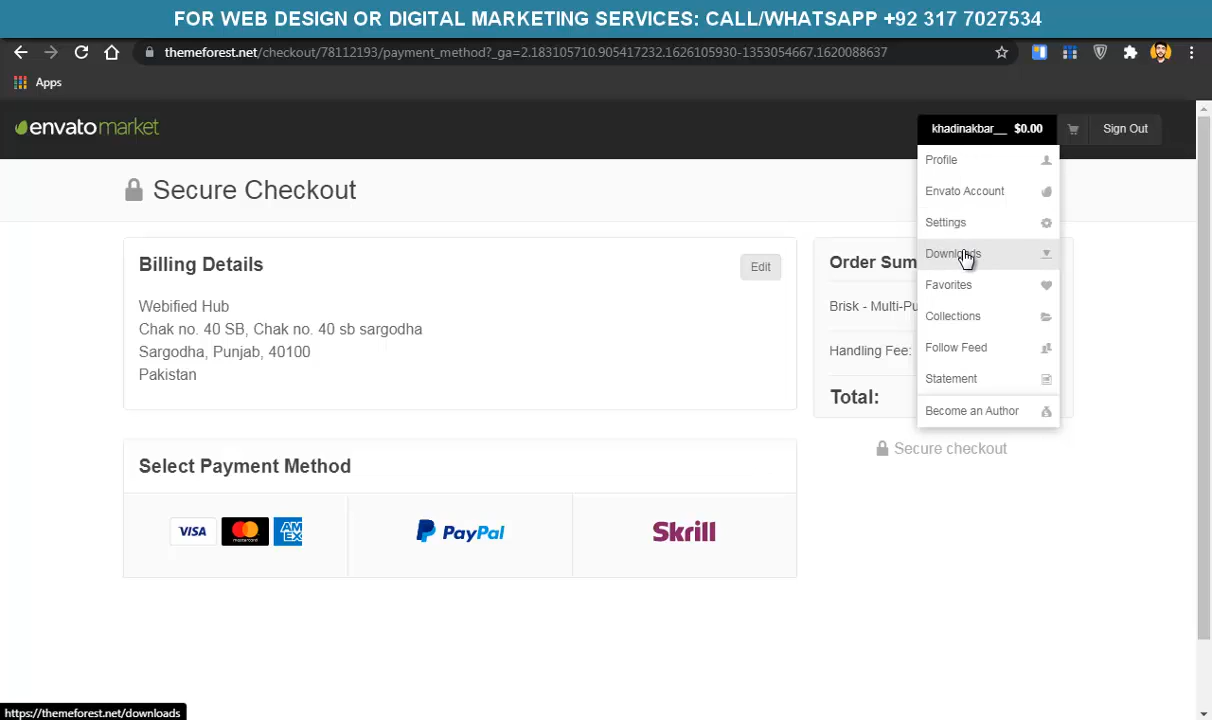 FOR WEB DESIGN OR DIGITAL MARKETING SERVICES: CALL/WHATSAPP +92 317 7027534
themeforest.net/checkout/78112193/payment_method?_ga=2.183105710.905417232.1626105930-1353054667.1620088637
Apps
envatomarket
khadinakbar__ $0.00
Sign Out
Profile
Envato Account
Settings
Downloads
Favorites
Collections
Follow Feed
Statement
Become an Author
Secure Checkout
Billing Details
Edit
Webified Hub
Chak no. 40 SB, Chak no. 40 sb sargodha
Sargodha, Punjab, 40100
Pakistan
Order Sum
Brisk - Multi-Pu
Handling Fee:
Total:
Secure checkout
Select Payment Method
VISA mastercard AMEX
PayPal
Skrill
https://themeforest.net/downloads